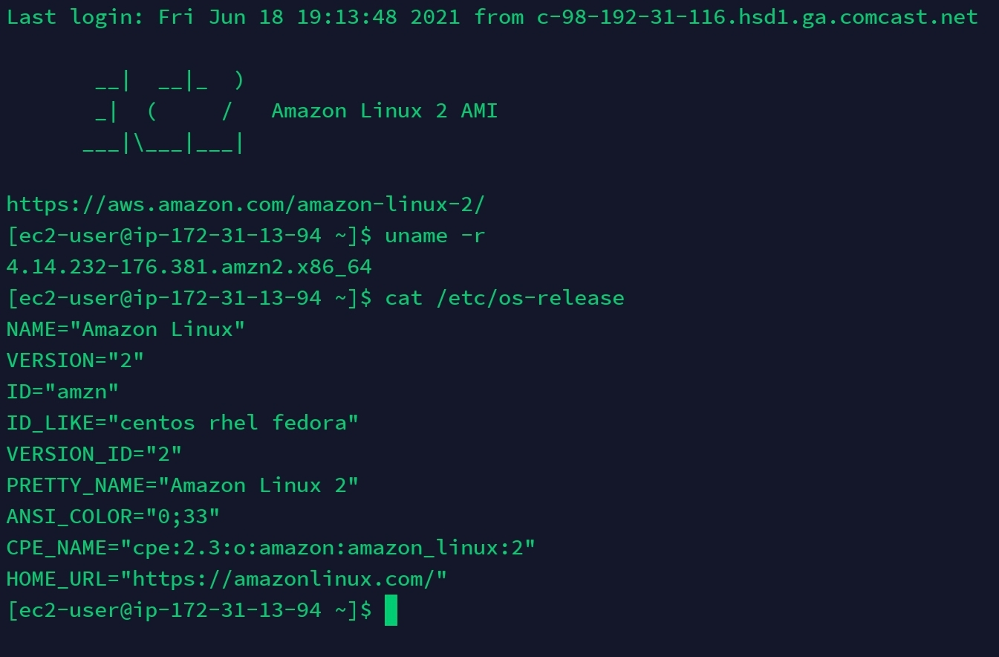 Last login: Fri Jun 18 19:13:48 2021 from c-98-192-31-116.hsd1.ga.comcast.net

       __|  __|_  )
       _|  (     /   Amazon Linux 2 AMI
      ___|\___|___|

https://aws.amazon.com/amazon-linux-2/
[ec2-user@ip-172-31-13-94 ~]$ uname -r
4.14.232-176.381.amzn2.x86_64
[ec2-user@ip-172-31-13-94 ~]$ cat /etc/os-release
NAME="Amazon Linux"
VERSION="2"
ID="amzn"
ID_LIKE="centos rhel fedora"
VERSION_ID="2"
PRETTY_NAME="Amazon Linux 2"
ANSI_COLOR="0;33"
CPE_NAME="cpe:2.3:o:amazon:amazon_linux:2"
HOME_URL="https://amazonlinux.com/"
[ec2-user@ip-172-31-13-94 ~]$